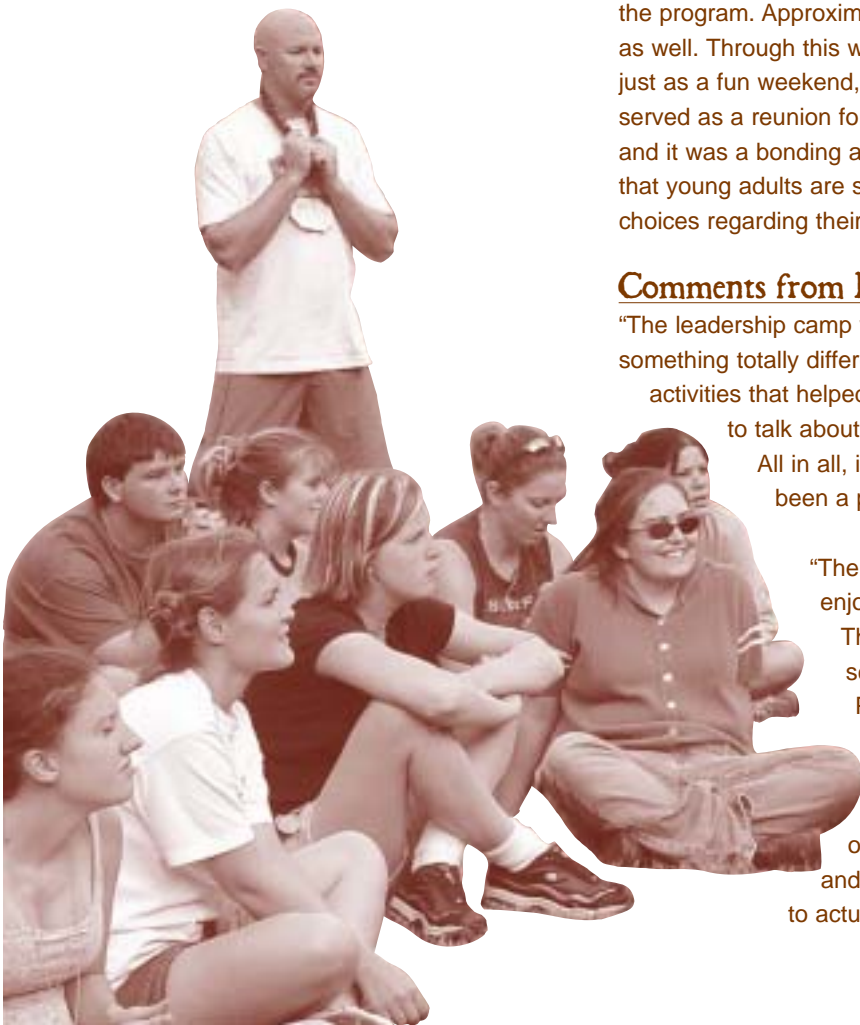 the program. Approxim
as well. Through this w
just as a fun weekend,
served as a reunion fo
and it was a bonding a
that young adults are s
choices regarding their
Comments from
“The leadership camp
something totally differ
activities that helped
to talk about
All in all, i
been a p
“The
enjo
Th
so
o
and
to actu